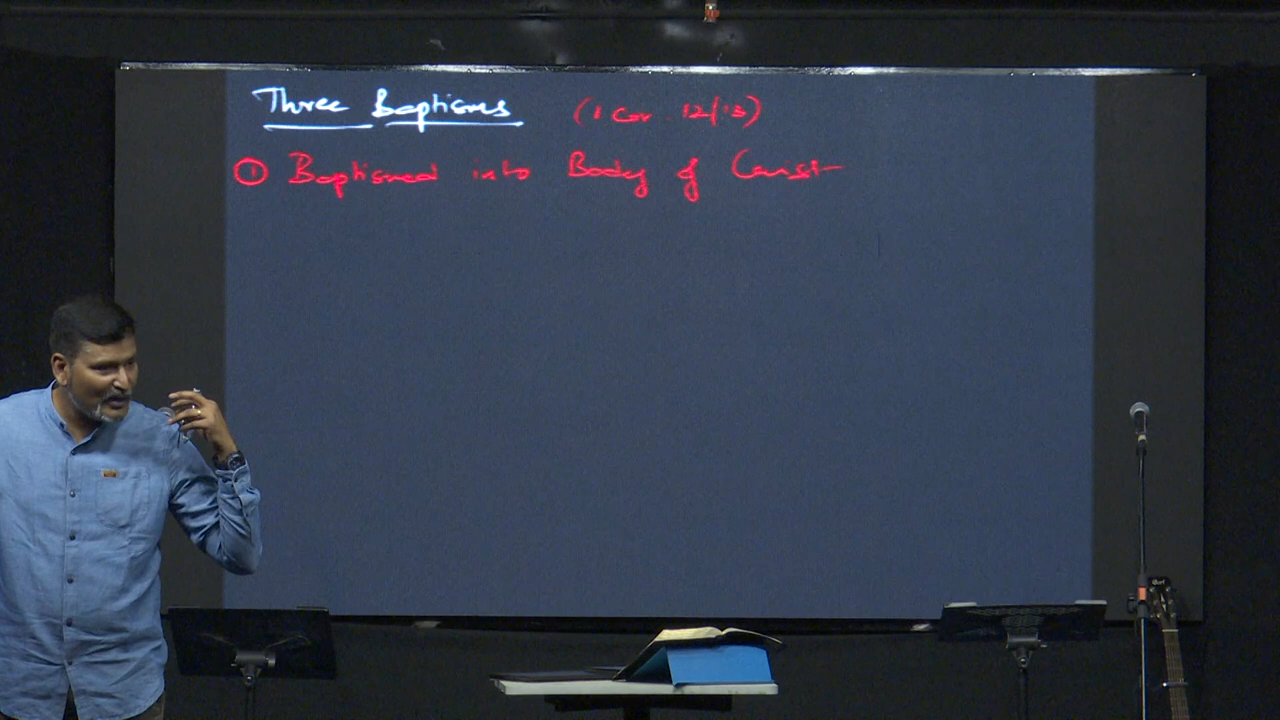 Three Baptisms (1 Cor. 12/13)
① Baptised into Body of Christ